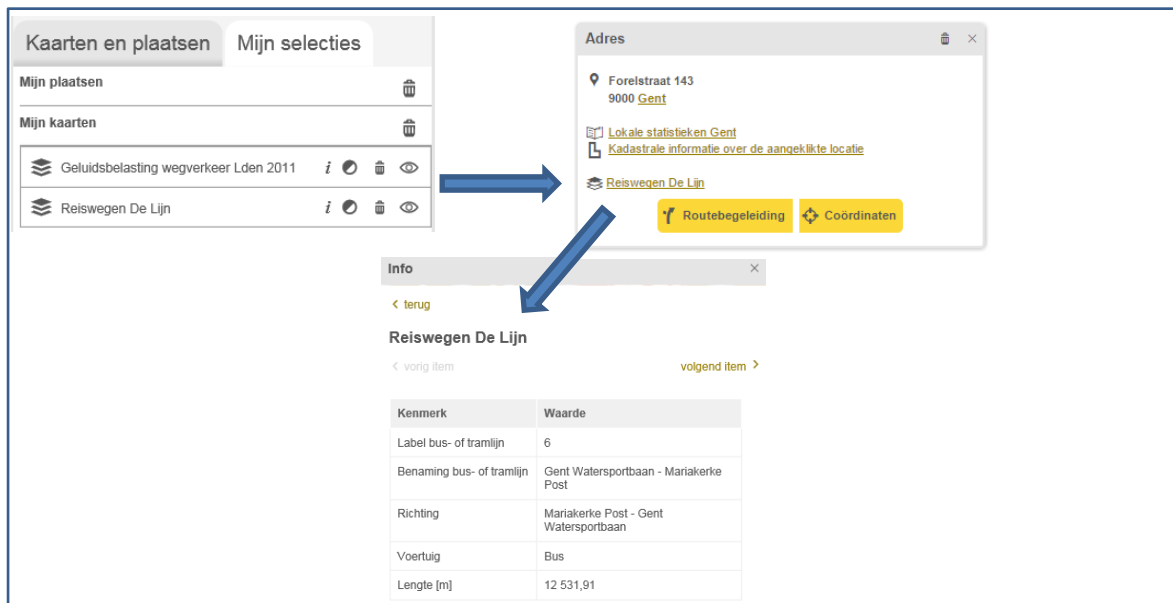 Kaarten en plaatsen Mijn selecties
Mijn plaatsen
Mijn kaarten
Geluidsbelasting wegverkeer Lden 2011 i
Reiswegen De Lijn i
Adres ×
Forelstraat 143
9000 Gent
Lokale statistieken Gent
Kadastrale informatie over de aangeklikte locatie
Reiswegen De Lijn
Routebegeleiding Coördinaten
Info ×
< terug
Reiswegen De Lijn
< vorig item volgend item >
Kenmerk Waarde
Label bus- of tramlijn 6
Benaming bus- of tramlijn Gent Watersportbaan - Mariakerke
Post
Richting Mariakerke Post - Gent
Watersportbaan
Voertuig Bus
Lengte [m] 12 531,91